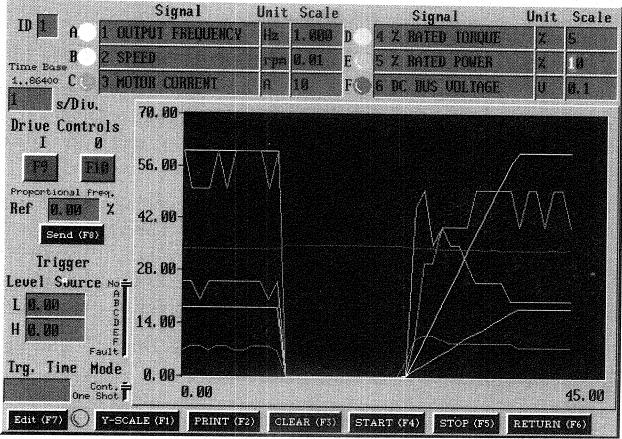 Signal Unit Scale Signal Unit Scale
ID 1 A 1 OUTPUT FREQUENCY Hz 1.000 D 4 % RATED TORQUE % 5
B 2 SPEED rpm 0.01 E 5 % RATED POWER % 10
Time Base
1..86400 C 3 MOTOR CURRENT A 10 F 6 DC BUS VOLTAGE V 0.1
1 s/Div.
Drive Controls
I 0
F9 F10
Proportional freq.
Ref 0.00 %
Send (F8)
Trigger
Level Source No
A
B
C
D
E
F
Fault
L 0.00
H 0.00
Trg. Time Mode
Cont.
One Shot
70.00
56.00
42.00
28.00
14.00
0.00
0.00 45.00
Edit (F7) Y-SCALE (F1) PRINT (F2) CLEAR (F3) START (F4) STOP (F5) RETURN (F6)